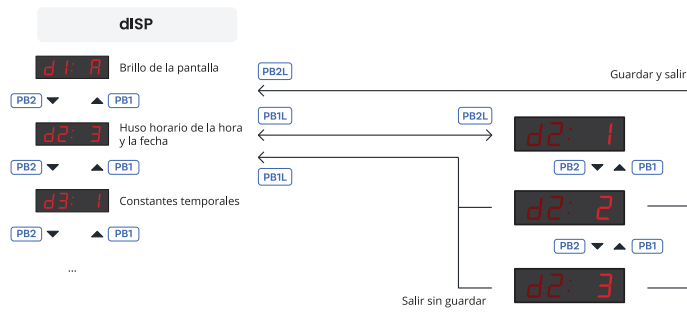 dISP
d1: A
Brillo de la pantalla
PB2L
Guardar y salir
PB2
PB1
PB1L
PB2L
d2: 3
Huso horario de la hora
y la fecha
d2: 1
PB2
PB1
PB1L
PB2
PB1
d3: 1
Constantes temporales
d2: 2
PB2
PB1
PB2
PB1
...
d2: 3
Salir sin guardar